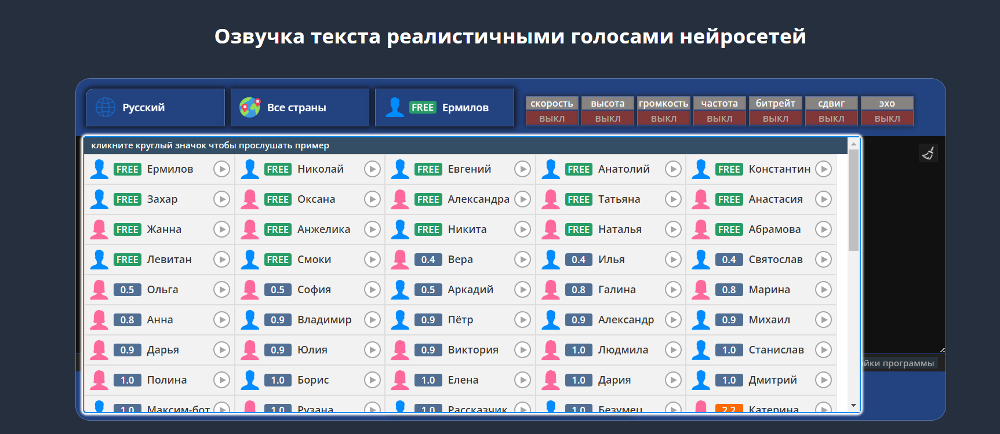 Озвучка текста реалистичными голосами нейросетей
Русский Все страны FREE Ермилов скорость высота громкость частота битрейт сдвиг эхо
ВЫКЛ ВЫКЛ ВЫКЛ ВЫКЛ ВЫКЛ ВЫКЛ ВЫКЛ
кликните круглый значок чтобы прослушать пример
FREE Ермилов FREE Николай FREE Евгений FREE Анатолий FREE Константин
FREE Захар FREE Оксана FREE Александра FREE Татьяна FREE Анастасия
FREE Жанна FREE Анжелика FREE Никита FREE Наталья FREE Абрамова
FREE Левитан FREE Смоки 0.4 Вера 0.4 Илья 0.4 Святослав
0.5 Ольга 0.5 София 0.5 Аркадий 0.8 Галина 0.8 Марина
0.8 Анна 0.9 Владимир 0.9 Пётр 0.9 Александр 0.9 Михаил
0.9 Дарья 0.9 Юлия 0.9 Виктория 1.0 Людмила 1.0 Станислав
йки программы
1.0 Полина 1.0 Борис 1.0 Елена 1.0 Дария 1.0 Дмитрий
1.0 Максим-бот 1.0 Рузана 1.0 Рассказчик 1.0 Безумец 2.2 Катерина